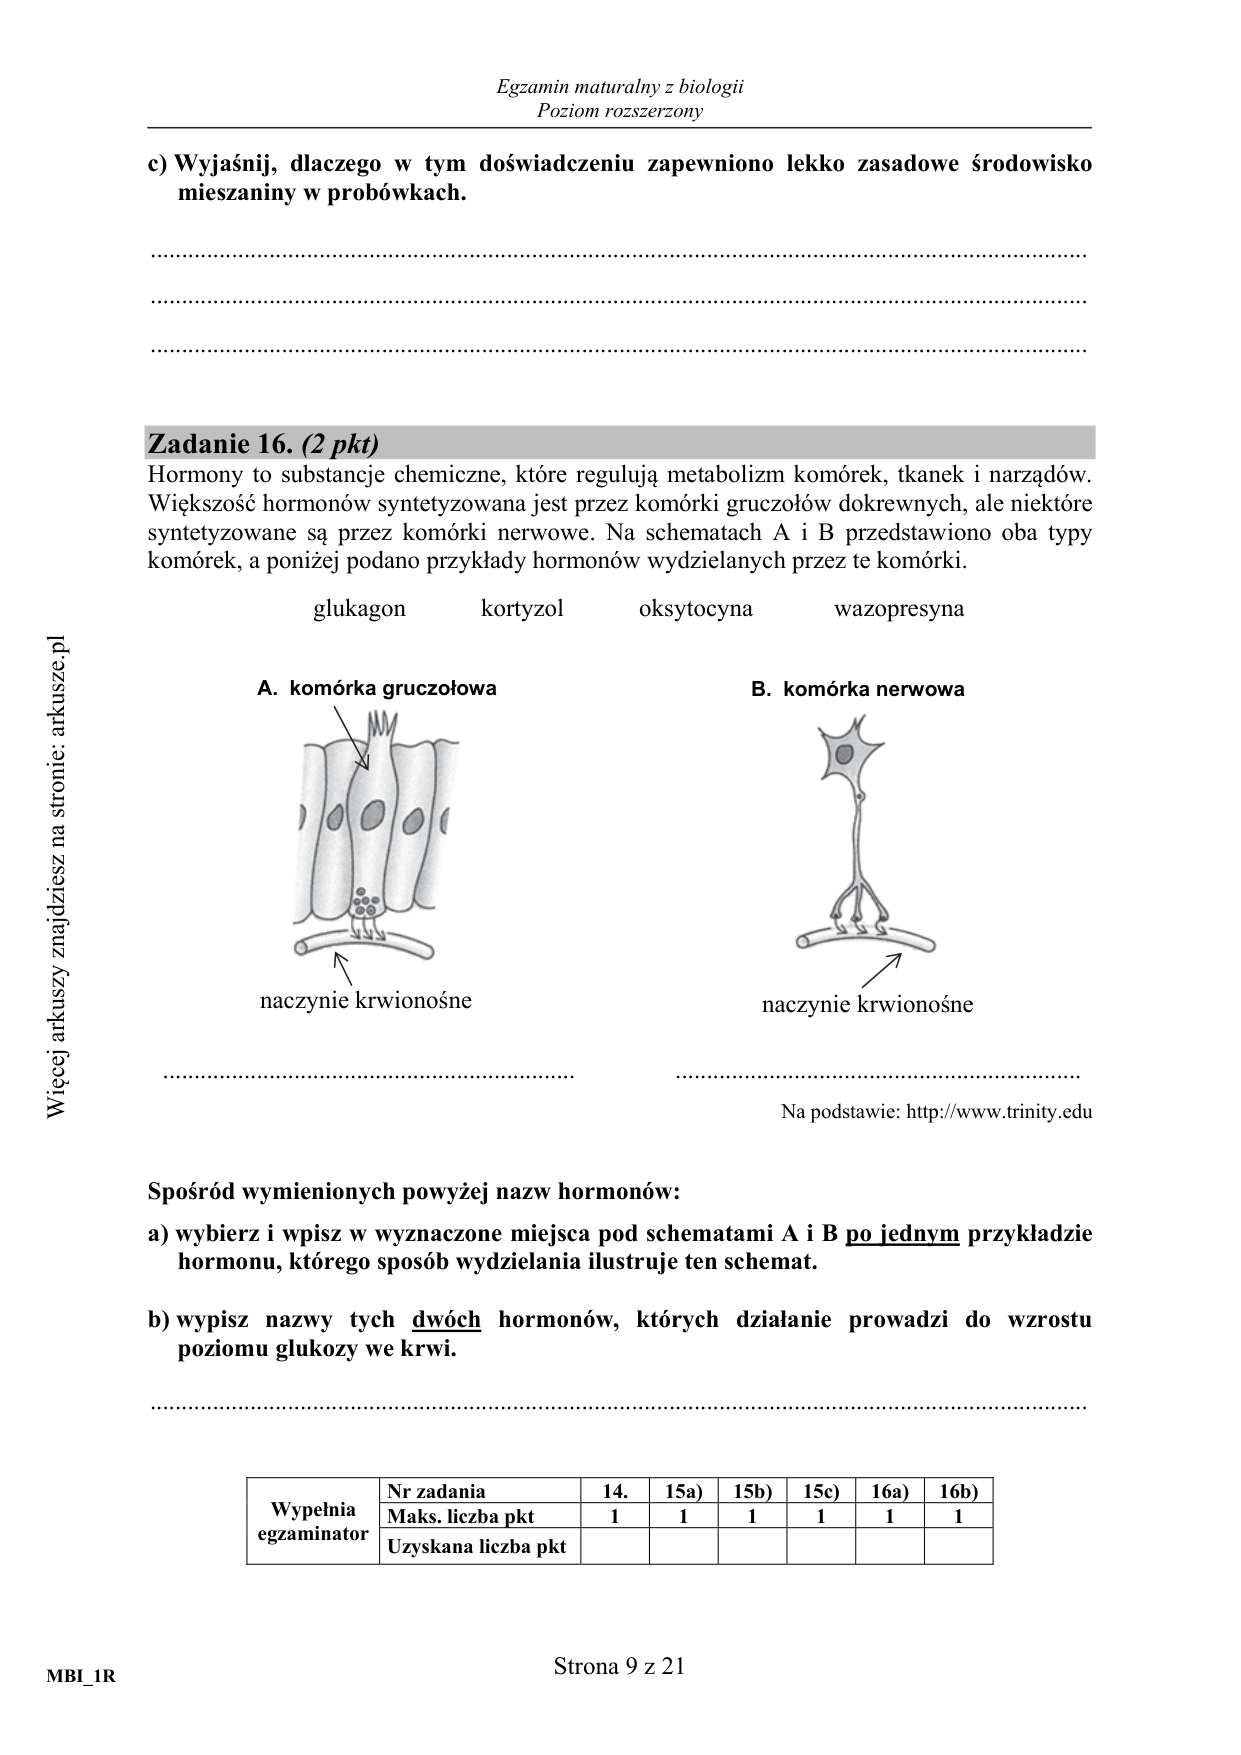 Egzamin maturalny z biologii
Poziom rozszerzony
c) Wyjaśnij, dlaczego w tym doświadczeniu zapewniono lekko zasadowe środowisko
mieszaniny w probówkach.
Zadanie 16. (2 pkt)
Hormony to substancje chemiczne, które regulują metabolizm komórek, tkanek i narządów.
Większość hormonów syntetyzowana jest przez komórki gruczołów dokrewnych, ale niektóre
syntetyzowane są przez komórki nerwowe. Na schematach A i B przedstawiono oba typy
komórek, a poniżej podano przykłady hormonów wydzielanych przez te komórki.
glukagon kortyzol oksytocyna wazopresyna
A. komórka gruczołowa B. komórka nerwowa
naczynie krwionośne naczynie krwionośne
Na podstawie: http://www.trinity.edu
Spośród wymienionych powyżej nazw hormonów:
a) wybierz i wpisz w wyznaczone miejsca pod schematami A i B po jednym przykładzie
hormonu, którego sposób wydzielania ilustruje ten schemat.
b) wypisz nazwy tych dwóch hormonów, których działanie prowadzi do wzrostu
poziomu glukozy we krwi.
Wypełnia
egzaminator
Nr zadania 14. 15a) 15b) 15c) 16a) 16b)
Maks. liczba pkt 1 1 1 1 1 1
Uzyskana liczba pkt
Strona 9 z 21
MBI_1R
Więcej arkuszy znajdziesz na stronie: arkusze.pl